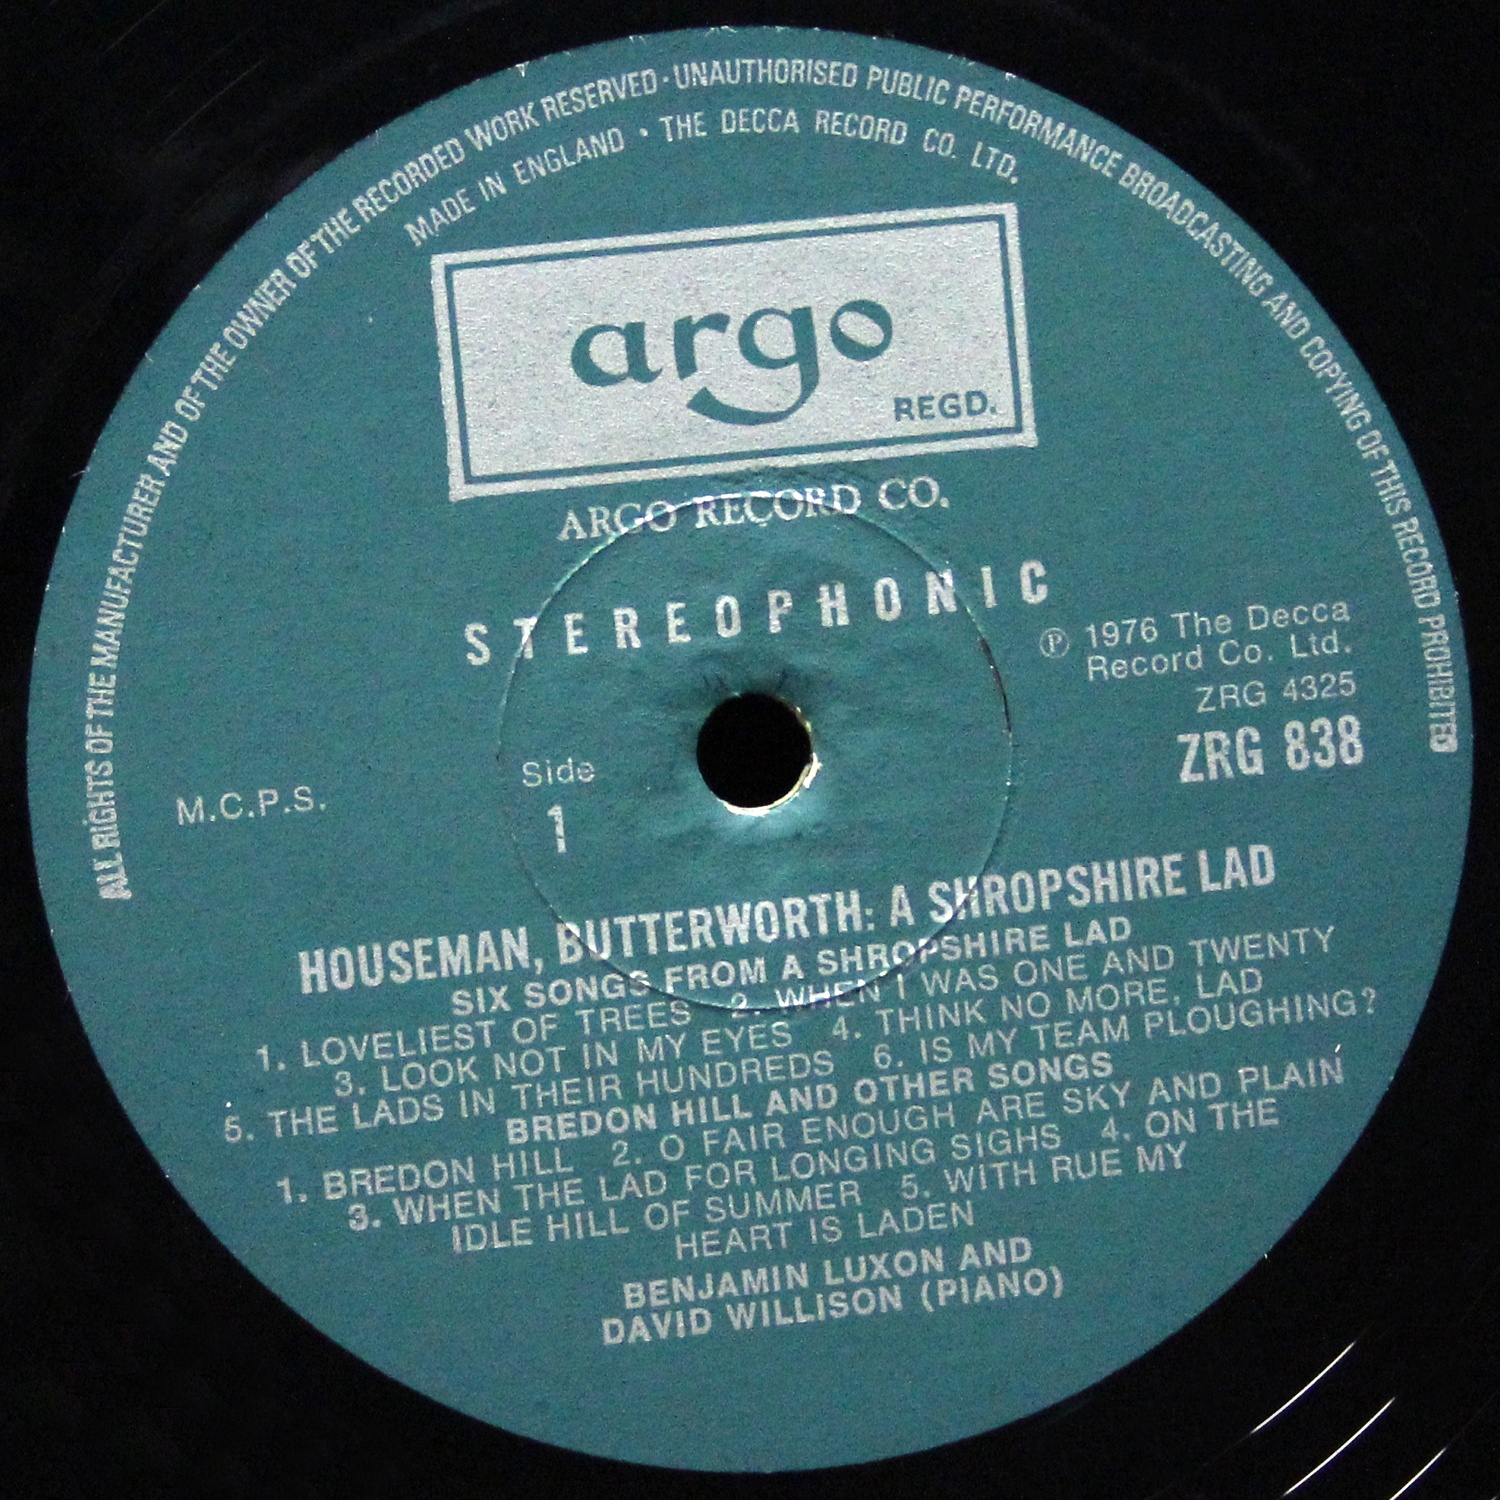 ALL RIGHTS OF THE MANUFACTURER AND OF THE OWNER OF THE RECORDED WORK RESERVED · UNAUTHORISED PUBLIC PERFORMANCE BROADCASTING AND COPYING OF THIS RECORD PROHIBITED
MADE IN ENGLAND · THE DECCA RECORD CO. LTD.
argo
REGD.
ARGO RECORD CO.
STEREOPHONIC
℗ 1976 The Decca
Record Co. Ltd.
ZRG 4325
ZRG 838
Side
1
M.C.P.S.
HOUSEMAN, BUTTERWORTH: A SHROPSHIRE LAD
SIX SONGS FROM A SHROPSHIRE LAD
1. LOVELIEST OF TREES 2. WHEN I WAS ONE AND TWENTY
3. LOOK NOT IN MY EYES 4. THINK NO MORE, LAD
5. THE LADS IN THEIR HUNDREDS 6. IS MY TEAM PLOUGHING?
BREDON HILL AND OTHER SONGS
1. BREDON HILL 2. O FAIR ENOUGH ARE SKY AND PLAIN
3. WHEN THE LAD FOR LONGING SIGHS 4. ON THE
IDLE HILL OF SUMMER 5. WITH RUE MY
HEART IS LADEN
BENJAMIN LUXON AND
DAVID WILLISON (PIANO)